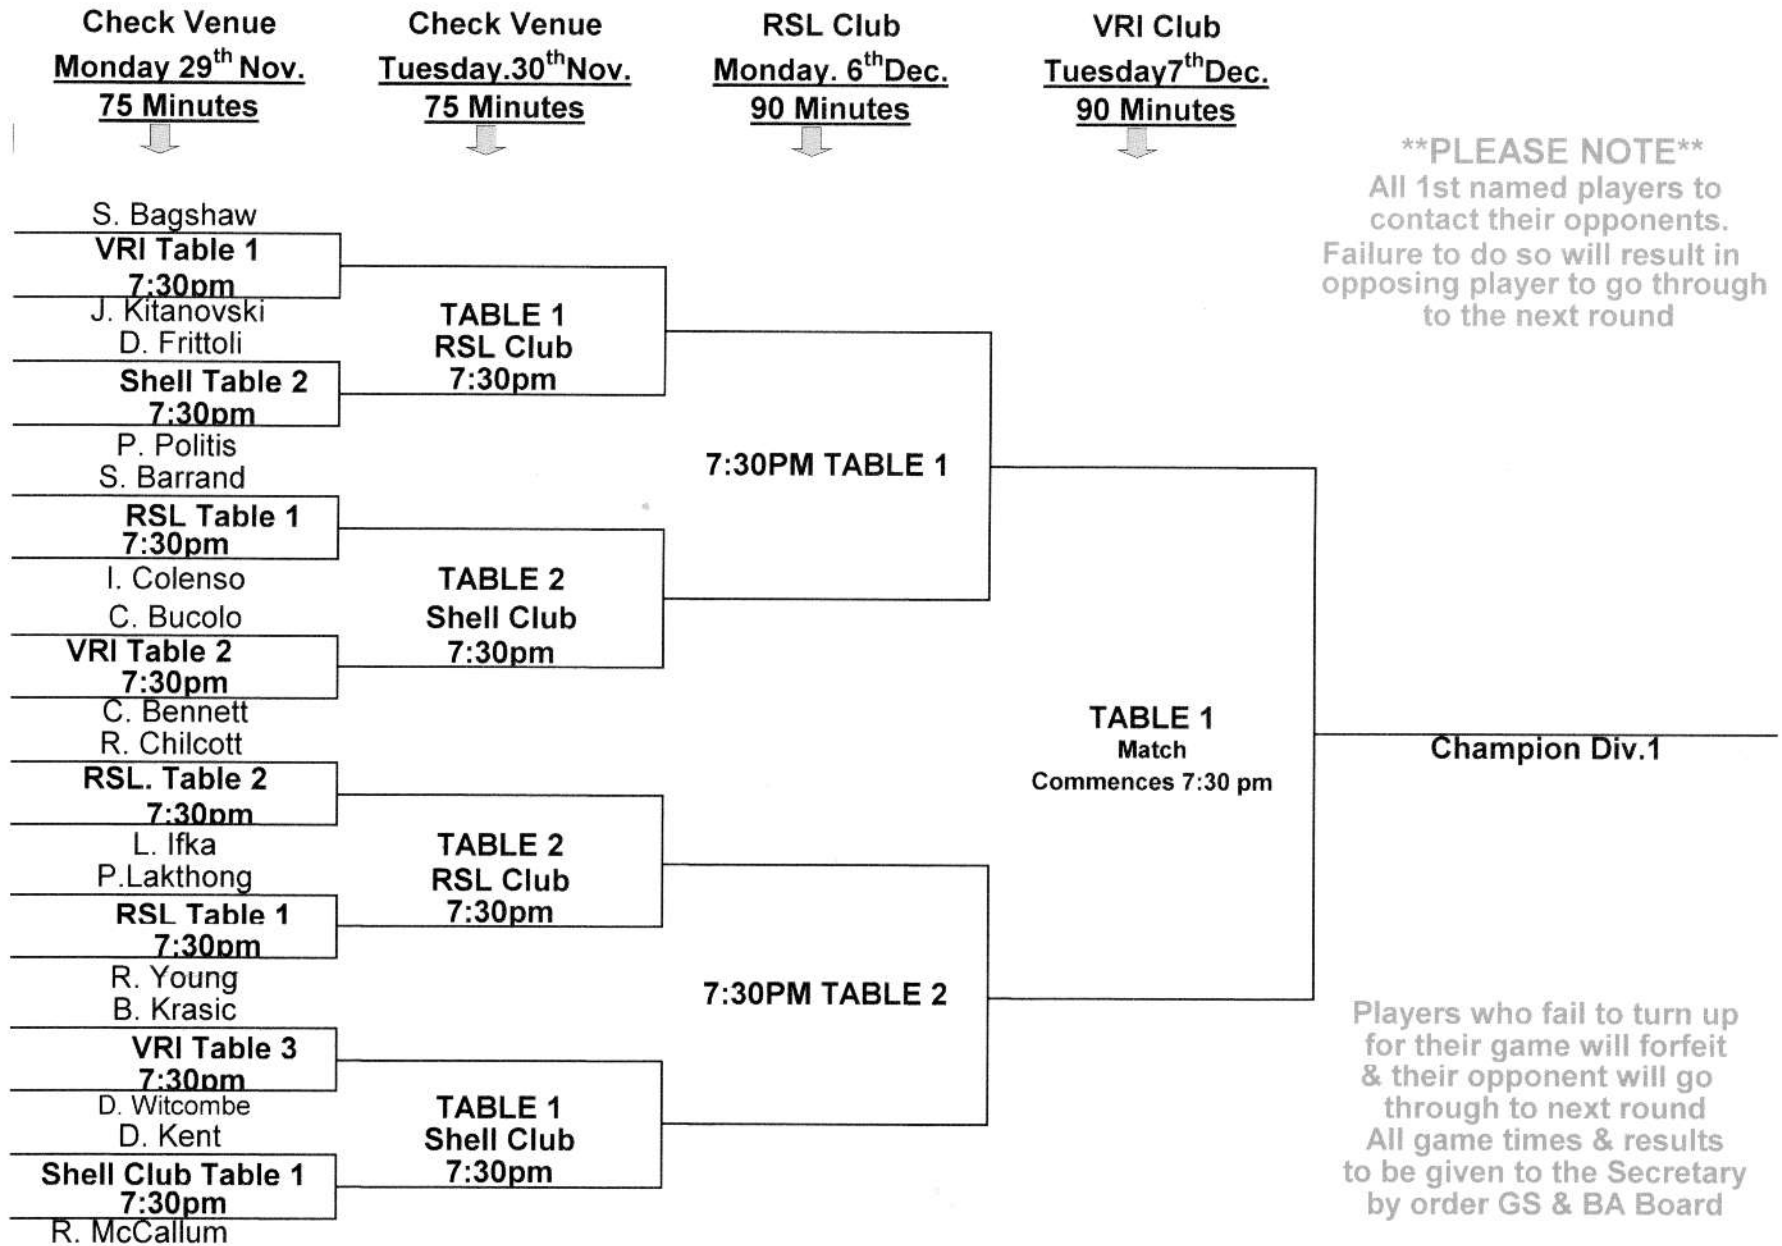 Check Venue
Monday 29th Nov.
75 Minutes
Check Venue
Tuesday.30thNov.
75 Minutes
RSL Club
Monday. 6thDec.
90 Minutes
VRI Club
Tuesday7thDec.
90 Minutes
**PLEASE NOTE**
All 1st named players to
contact their opponents.
Failure to do so will result in
opposing player to go through
to the next round
S. Bagshaw
VRI Table 1
7:30pm
J. Kitanovski
D. Frittoli
Shell Table 2
7:30pm
P. Politis
S. Barrand
RSL Table 1
7:30pm
I. Colenso
C. Bucolo
VRI Table 2
7:30pm
C. Bennett
R. Chilcott
RSL. Table 2
7:30pm
L. Ifka
P.Lakthong
RSL Table 1
7:30pm
R. Young
B. Krasic
VRI Table 3
7:30pm
D. Witcombe
D. Kent
Shell Club Table 1
7:30pm
R. McCallum
TABLE 1
RSL Club
7:30pm
TABLE 2
Shell Club
7:30pm
TABLE 2
RSL Club
7:30pm
TABLE 1
Shell Club
7:30pm
7:30PM TABLE 1
7:30PM TABLE 2
TABLE 1
Match
Commences 7:30 pm
Champion Div.1
Players who fail to turn up
for their game will forfeit
& their opponent will go
through to next round
All game times & results
to be given to the Secretary
by order GS & BA Board